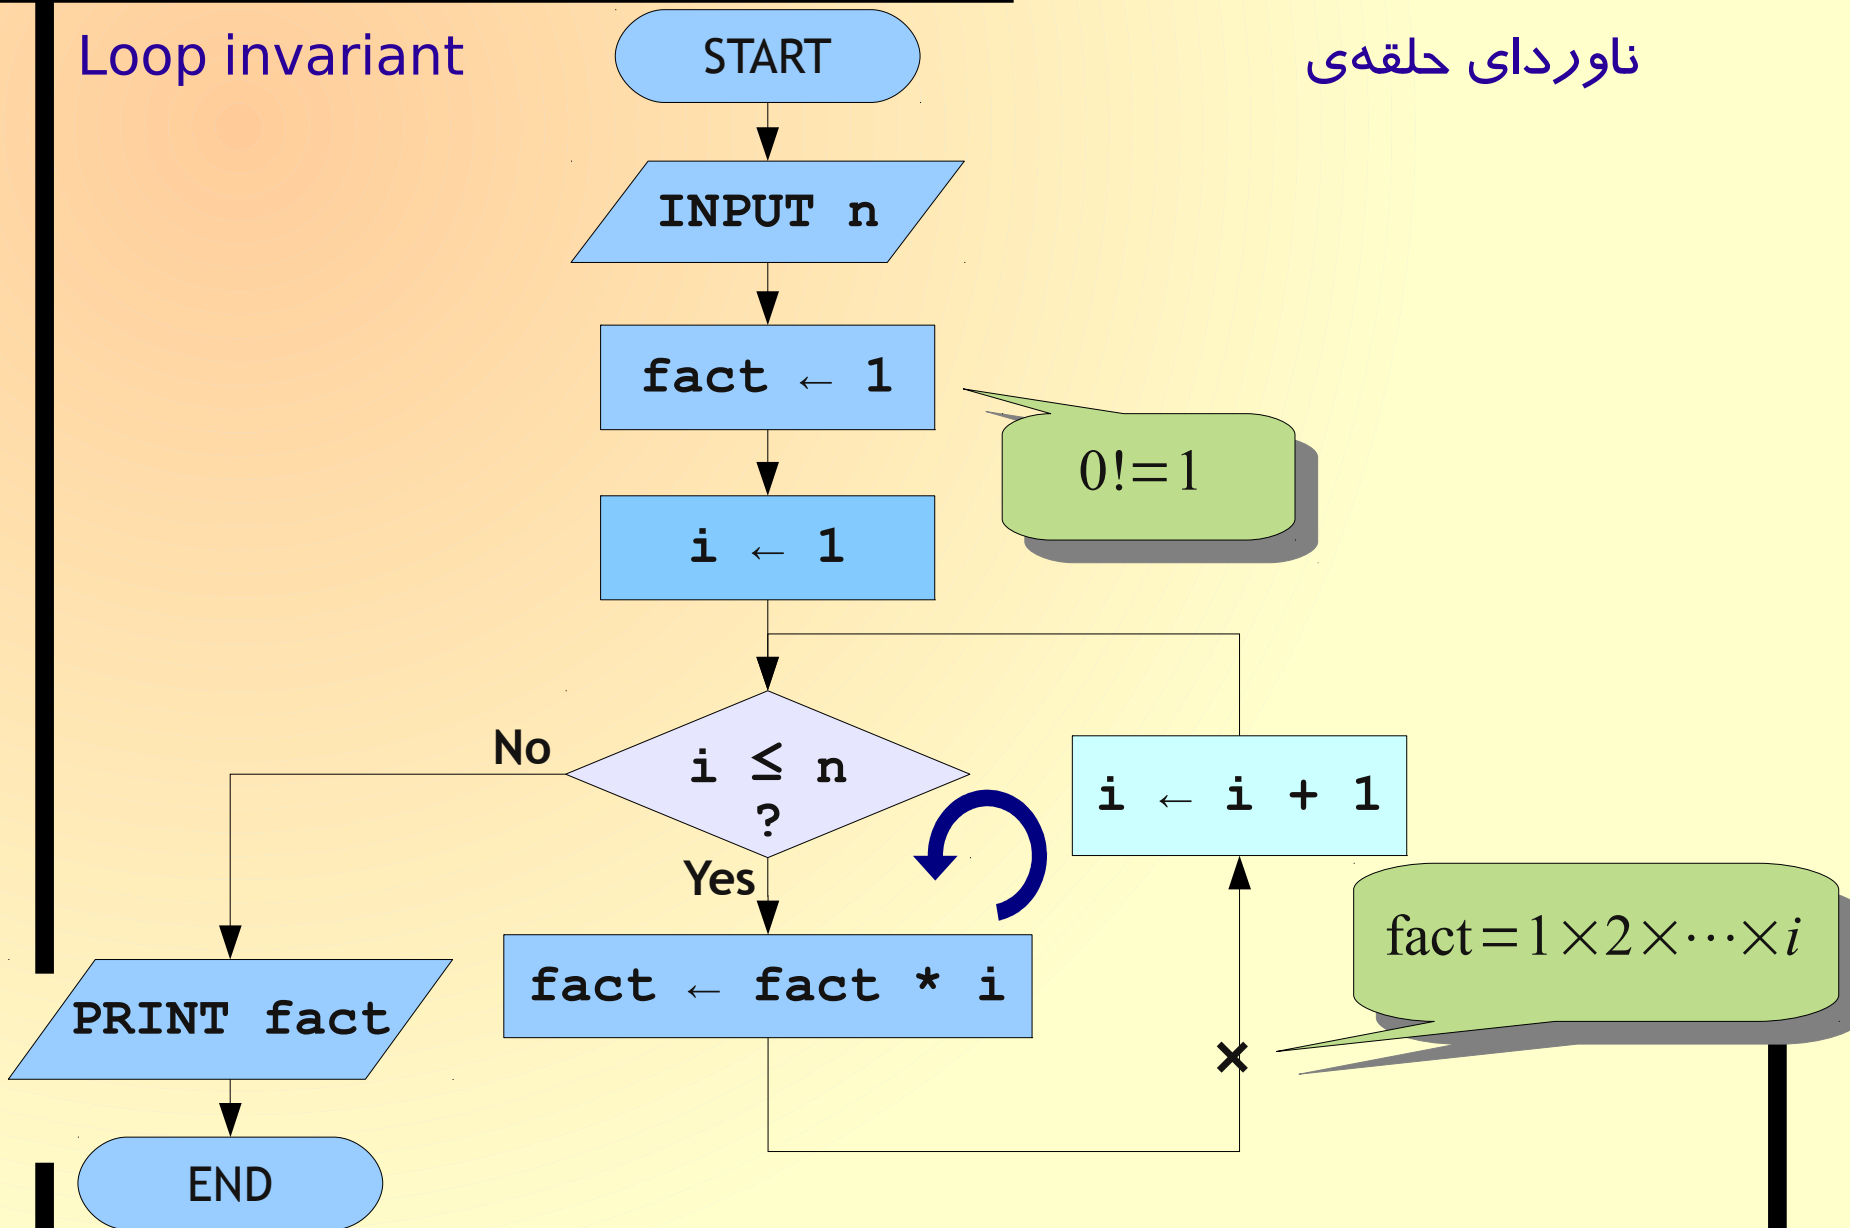 Loop invariant
ناوردای حلقه‌ی
START
INPUT n
fact ← 1
0!=1
i ← 1
i ≤ n
?
No
Yes
i ← i + 1
fact=1×2×⋯×i
fact ← fact * i
×
PRINT fact
END